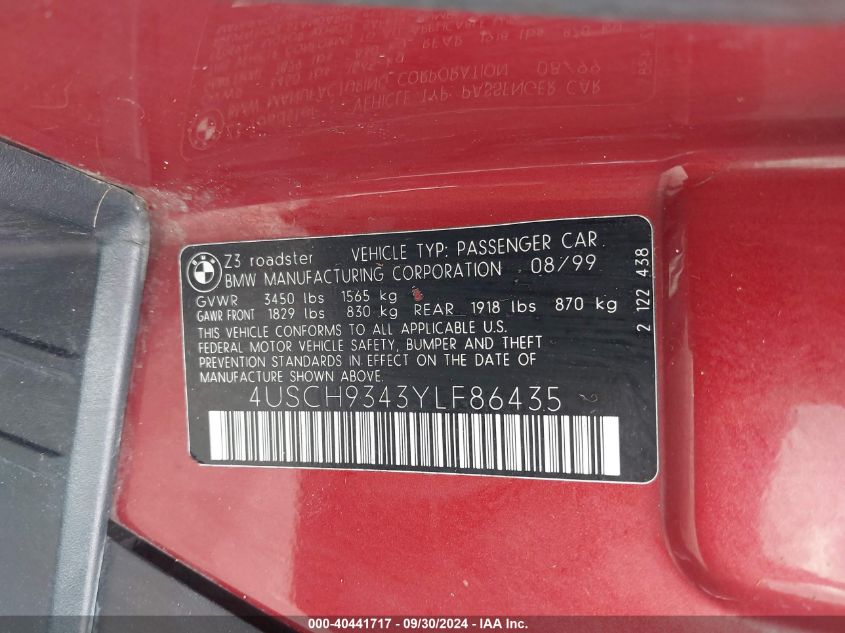 Z3 roadster VEHICLE TYP: PASSENGER CAR
BMW MANUFACTURING CORPORATION 08/99
GVWR 3450 lbs 1565 kg
GAWR FRONT 1829 lbs 830 kg REAR 1918 lbs 870 kg
THIS VEHICLE CONFORMS TO ALL APPLICABLE U.S.
FEDERAL MOTOR VEHICLE SAFETY, BUMPER AND THEFT
PREVENTION STANDARDS IN EFFECT ON THE DATE OF
MANUFACTURE SHOWN ABOVE.
4USCH9343YLF86435
2 122 438
000-40441717 - 09/30/2024 - IAA Inc.